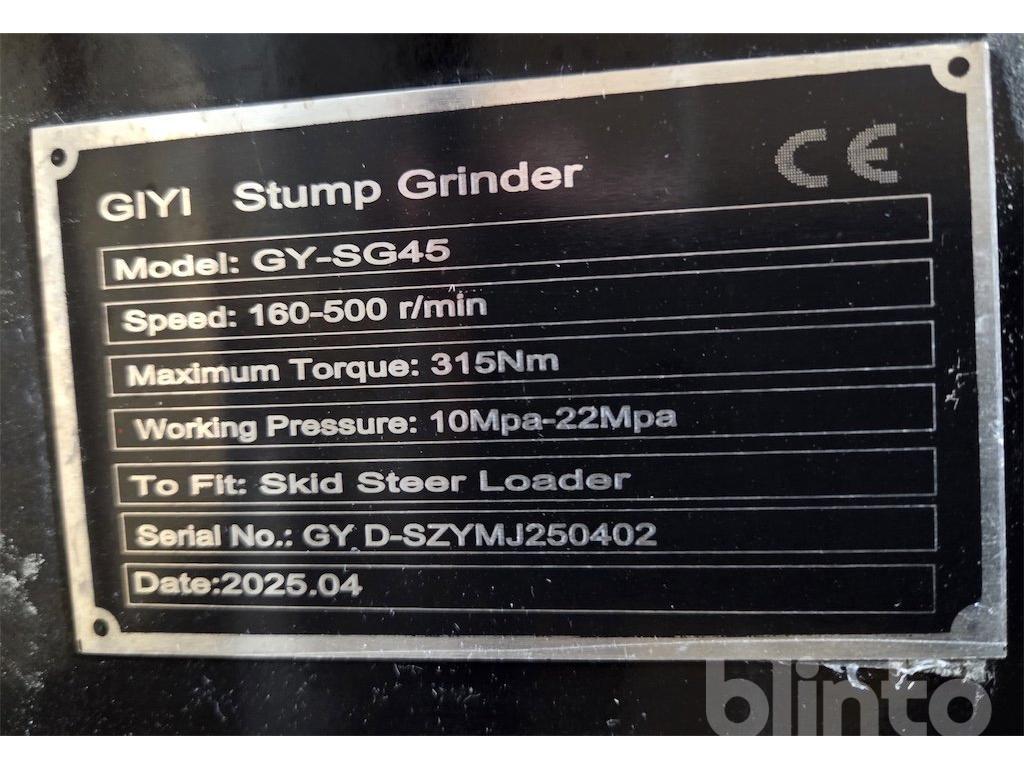 GIYI Stump Grinder CE
Model: GY-SG45
Speed: 160-500 r/min
Maximum Torque: 315Nm
Working Pressure: 10Mpa-22Mpa
To Fit: Skid Steer Loader
Serial No.: GY D-SZYMJ250402
Date:2025.04
blinto